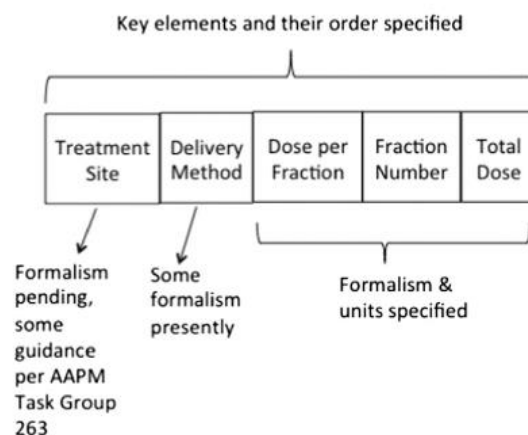 Key elements and their order specified
Treatment Site
Delivery Method
Dose per Fraction
Fraction Number
Total Dose
Formalism
pending,
some
guidance
per AAPM
Task Group
263
Some
formalism
presently
Formalism &
units specified